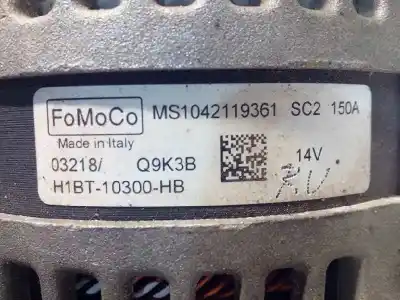 FoMoCo MS1042119361 SC2 150A
Made in Italy
03218/ Q9K3B 14V
H1BT-10300-HB